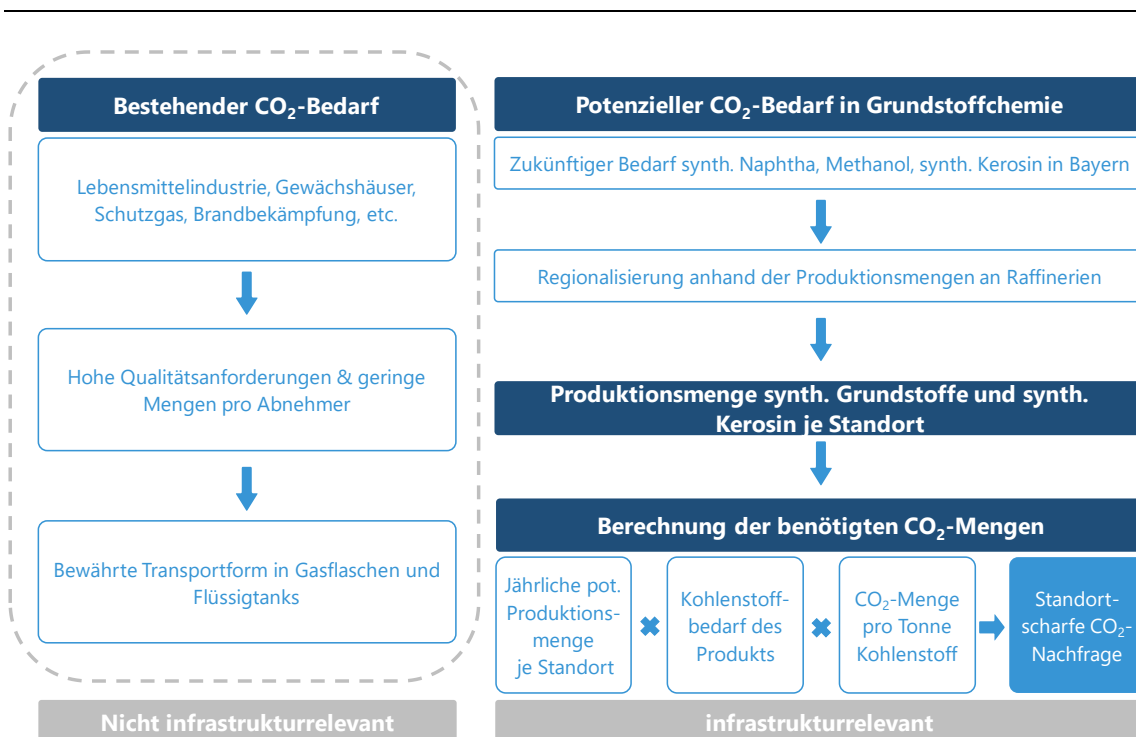 Bestehender CO₂-Bedarf
Lebensmittelindustrie, Gewächshäuser,
Schutzgas, Brandbekämpfung, etc.
Hohe Qualitätsanforderungen & geringe
Mengen pro Abnehmer
Bewährte Transportform in Gasflaschen und
Flüssigtanks
Nicht infrastrukturrelevant
Potenzieller CO₂-Bedarf in Grundstoffchemie
Zukünftiger Bedarf synth. Naphtha, Methanol, synth. Kerosin in Bayern
Regionalisierung anhand der Produktionsmengen an Raffinerien
Produktionsmenge synth. Grundstoffe und synth.
Kerosin je Standort
Berechnung der benötigten CO₂-Mengen
Jährliche pot.
Produktions-
menge
je Standort
Kohlenstoff-
bedarf des
Produkts
CO₂-Menge
pro Tonne
Kohlenstoff
Standort-
scharfe CO₂-
Nachfrage
infrastrukturrelevant